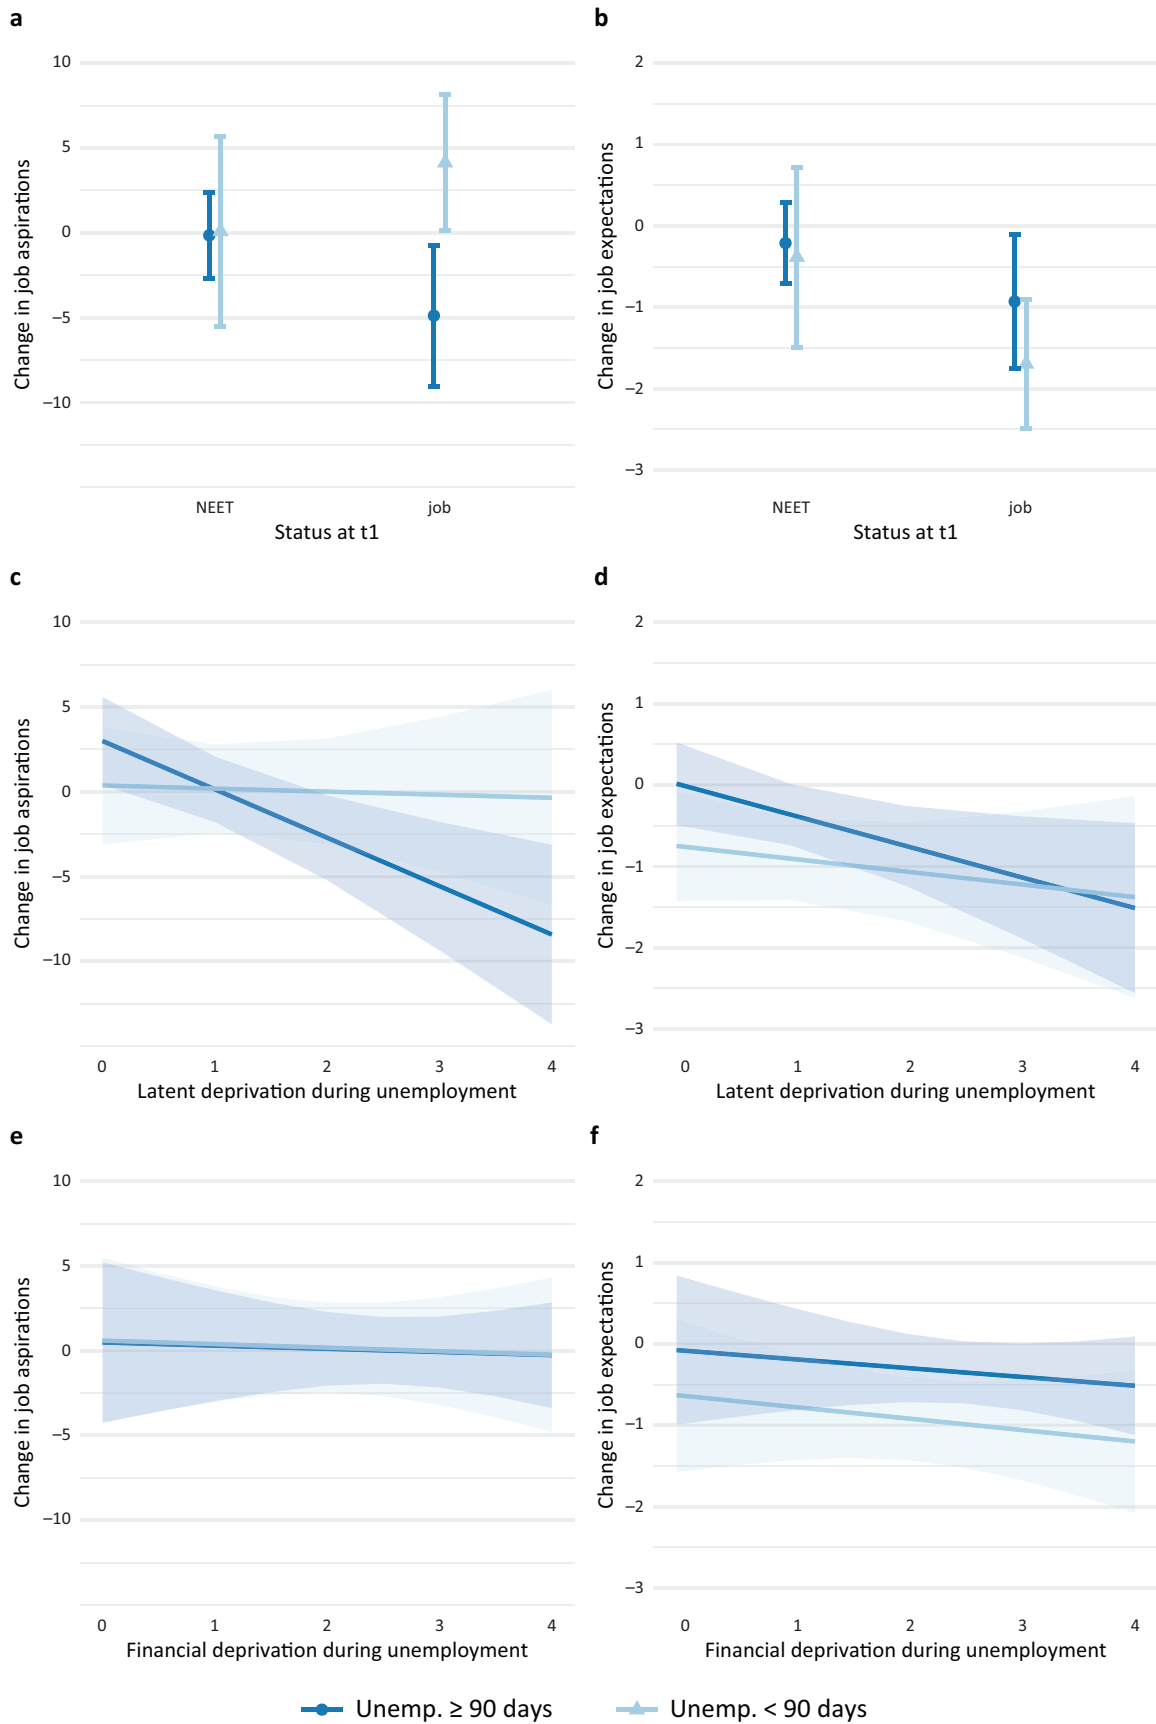 a
b
10
5
0
−5
−10
Change in job aspirations
NEET
job
Status at t1
2
1
0
−1
−2
−3
Change in job expectations
NEET
job
Status at t1
c
d
10
5
0
−5
−10
Change in job aspirations
0 1 2 3 4
Latent deprivation during unemployment
2
1
0
−1
−2
−3
Change in job expectations
0 1 2 3 4
Latent deprivation during unemployment
e
f
10
5
0
−5
−10
Change in job aspirations
0 1 2 3 4
Financial deprivation during unemployment
2
1
0
−1
−2
−3
Change in job expectations
0 1 2 3 4
Financial deprivation during unemployment
Unemp. ≥ 90 days
Unemp. < 90 days